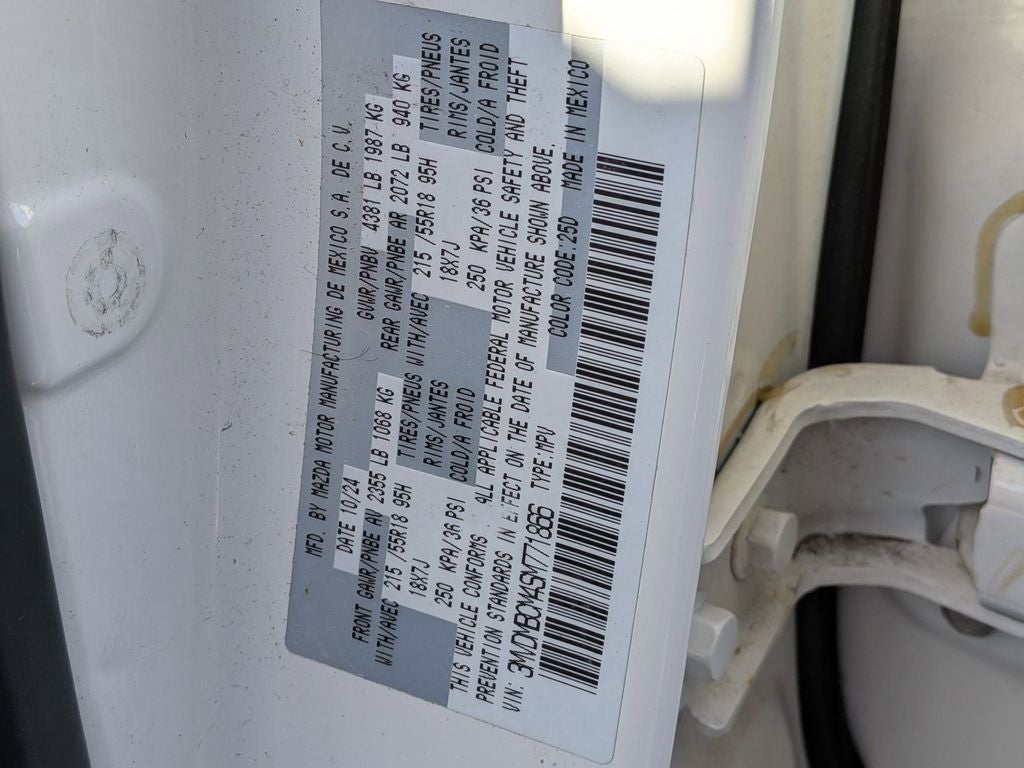 MFD. BY MAZDA MOTOR MANUFACTURING DE MEXICO S.A. DE C.V.
DATE 10/24 GVWR/PNBV 4381 LB 1987 KG
FRONT GAWR/PNBE AV 2355 LB 1068 KG REAR GAWR/PNBE AR 2072 LB 940 KG
WITH/AVEC 215 /55R18 95H TIRES/PNEUS WITH/AVEC 215 /55R18 95H TIRES/PNEUS
18X7J RIMS/JANTES 18X7J RIMS/JANTES
250 KPA/36 PSI COLD/A FROID 250 KPA/36 PSI COLD/A FROID
THIS VEHICLE CONFORMS ALL APPLICABLE FEDERAL MOTOR VEHICLE SAFETY AND THEFT
PREVENTION STANDARDS IN EFFECT ON THE DATE OF MANUFACTURE SHOWN ABOVE.
VIN: TYPE:MPV COLOR CODE:25D MADE IN MEXICO